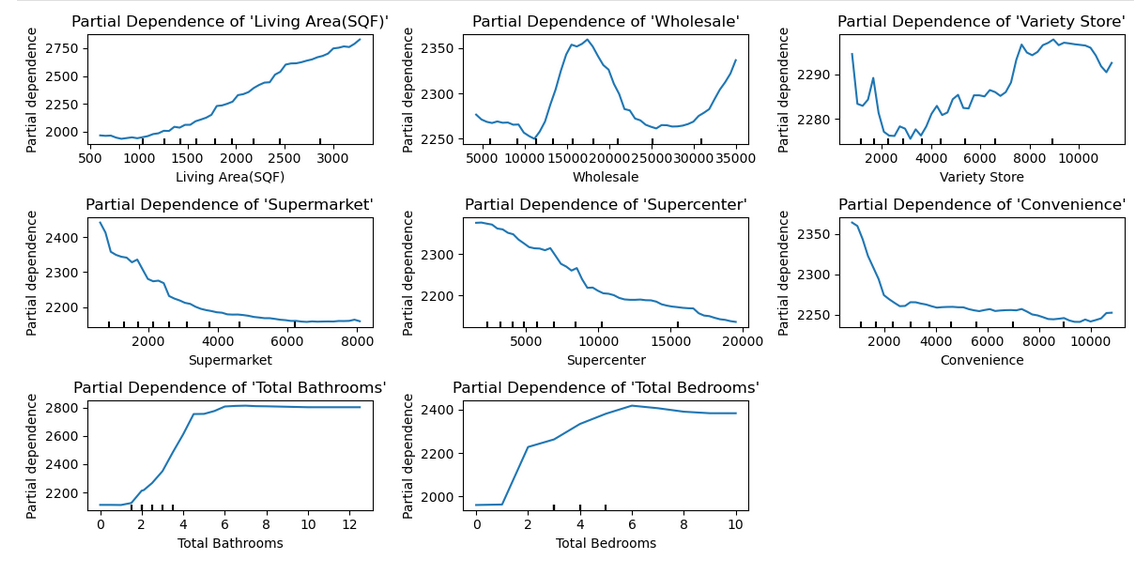 Partial Dependence of 'Living Area(SQF)'
Partial dependence
2750
2500
2250
2000
500 1000 1500 2000 2500 3000
Living Area(SQF)
Partial Dependence of 'Wholesale'
Partial dependence
2350
2300
2250
5000 10000 15000 20000 25000 30000 35000
Wholesale
Partial Dependence of 'Variety Store'
Partial dependence
2290
2280
2000 4000 6000 8000 10000
Variety Store
Partial Dependence of 'Supermarket'
Partial dependence
2400
2300
2200
2000 4000 6000 8000
Supermarket
Partial Dependence of 'Supercenter'
Partial dependence
2300
2200
5000 10000 15000 20000
Supercenter
Partial Dependence of 'Convenience'
Partial dependence
2350
2300
2250
2000 4000 6000 8000 10000
Convenience
Partial Dependence of 'Total Bathrooms'
Partial dependence
2800
2600
2400
2200
0 2 4 6 8 10 12
Total Bathrooms
Partial Dependence of 'Total Bedrooms'
Partial dependence
2400
2200
2000
0 2 4 6 8 10
Total Bedrooms